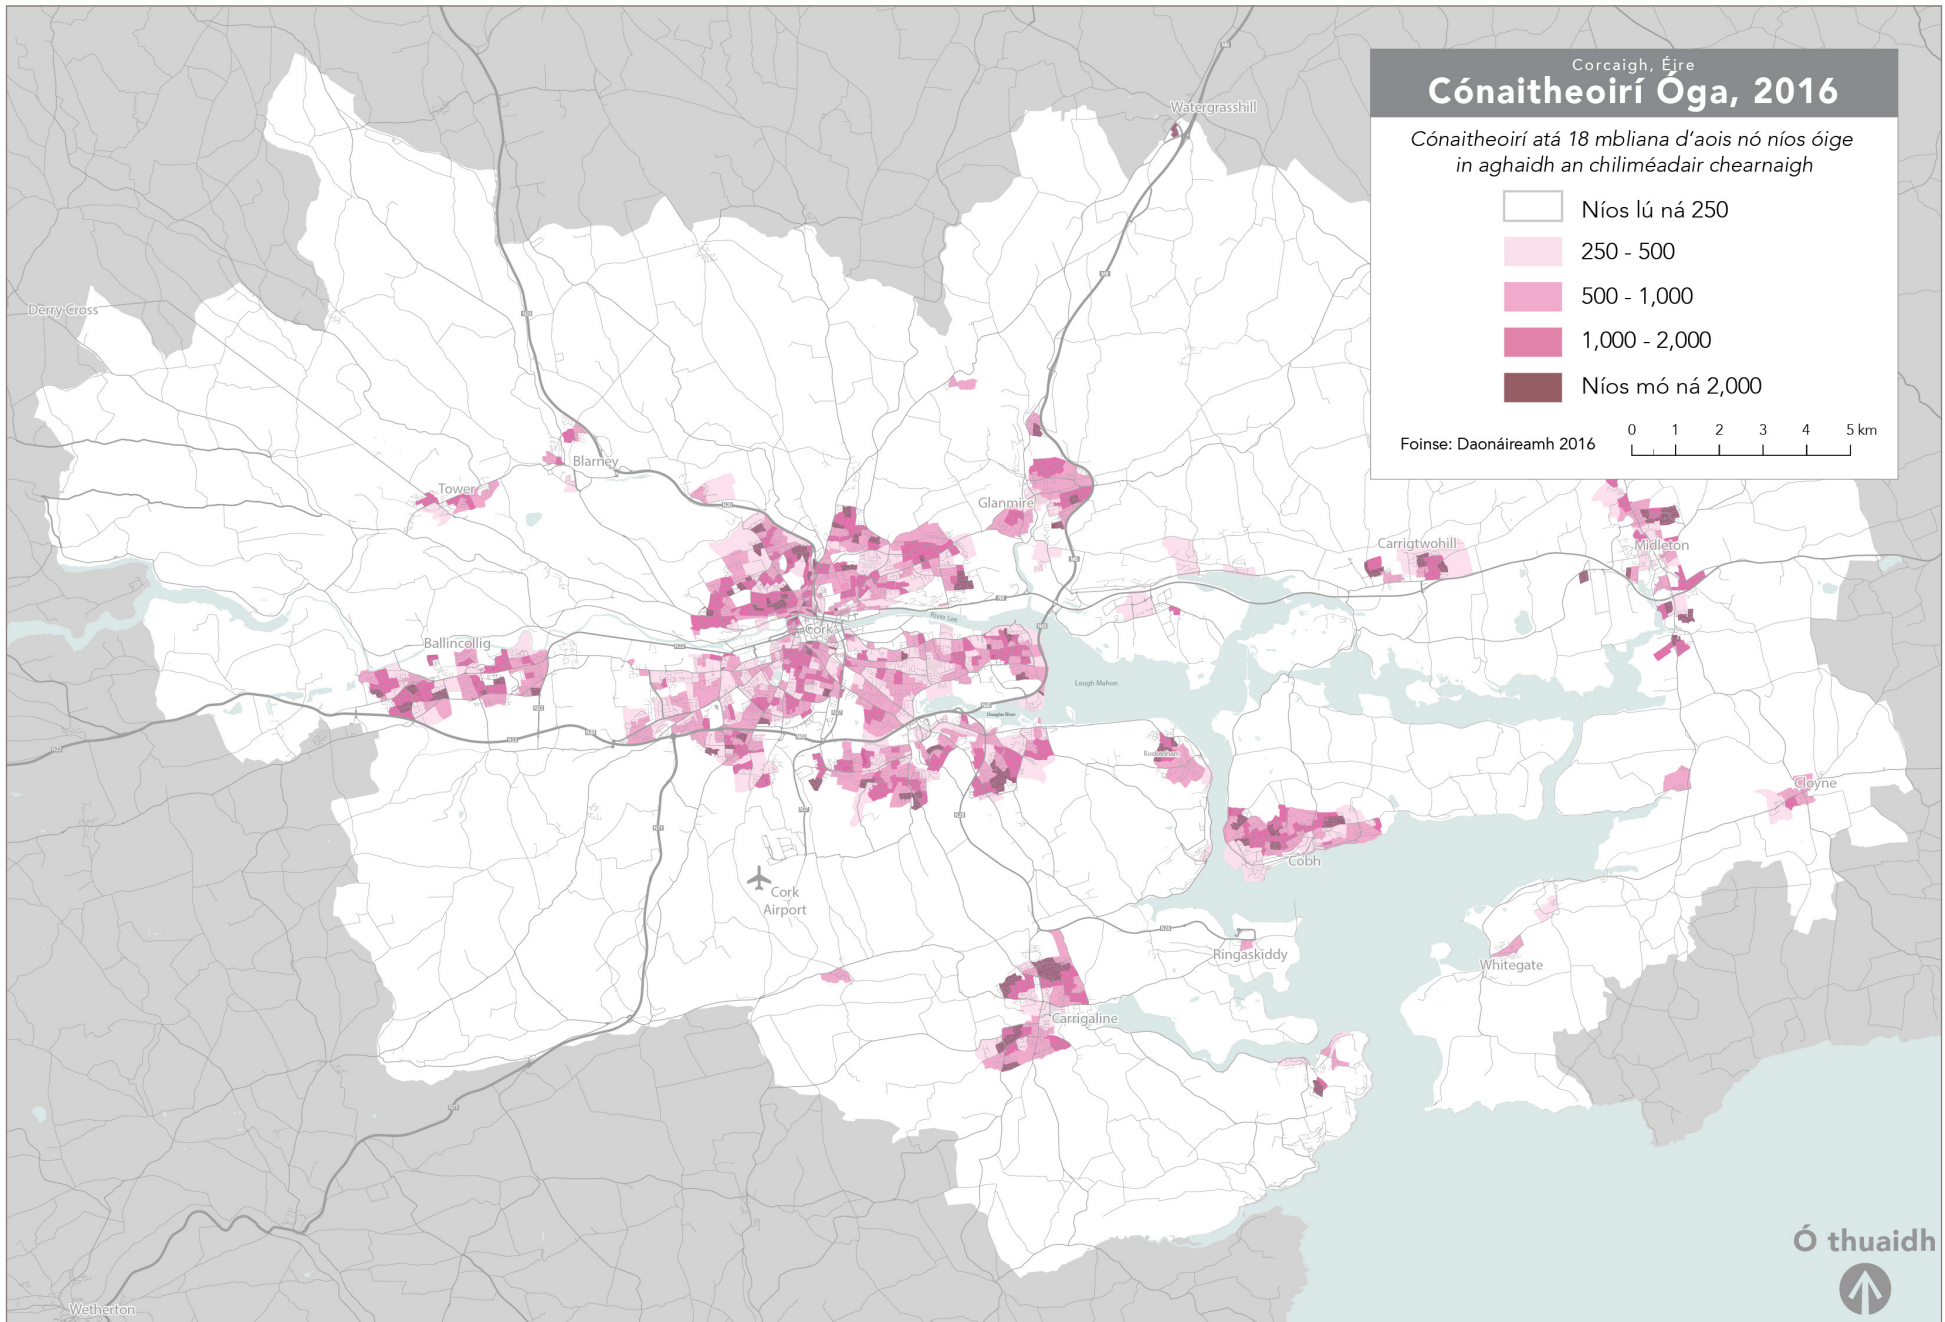 Corcaigh, Éire
Cónaitheoirí Óga, 2016
Cónaitheoirí atá 18 mbliana d'aois nó níos óige
in aghaidh an chiliméadair chearnaigh
Níos lú ná 250
250 - 500
500 - 1,000
1,000 - 2,000
Níos mó ná 2,000
Foinse: Daonáireamh 2016
0 1 2 3 4 5 km
Watergrasshill
Derry Cross
Blarney
Tower
Glanmire
Carrigtwohill
Midleton
Cork
River Lee
Ballincollig
Lough Mahon
Douglas River
Rockenham
Cloyne
Cobh
Cork
Airport
Ringaskiddy
Whitegate
Carrigaline
Wetherton
Ó thuaidh